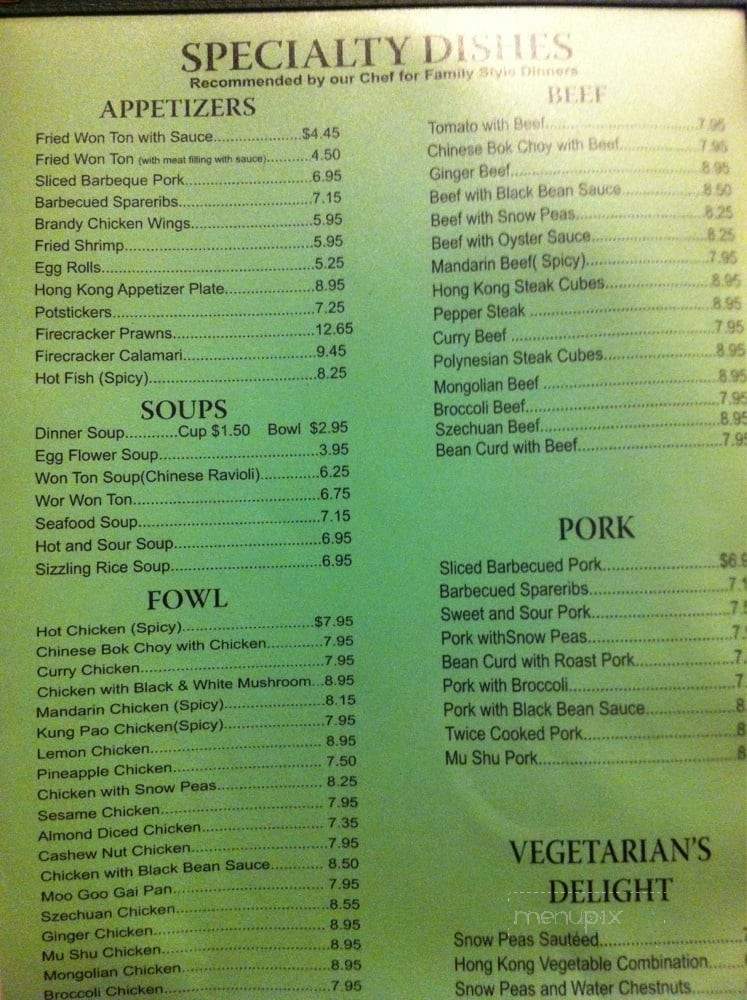 SPECIALTY DISHES
Recommended by our Chef for Family Style Dinners
APPETIZERS
Fried Won Ton with Sauce.....................$4.45
Fried Won Ton (with meat filling with sauce)...........4.50
Sliced Barbeque Pork..............................6.95
Barbecued Spareribs................................7.15
Brandy Chicken Wings.............................5.95
Fried Shrimp.............................................5.95
Egg Rolls..................................................5.25
Hong Kong Appetizer Plate.....................8.95
Potstickers................................................7.25
Firecracker Prawns..................................12.65
Firecracker Calamari................................9.45
Hot Fish (Spicy)........................................8.25
SOUPS
Dinner Soup............Cup $1.50 Bowl $2.95
Egg Flower Soup.....................................3.95
Won Ton Soup(Chinese Ravioli).............6.25
Wor Won Ton...........................................6.75
Seafood Soup..........................................7.15
Hot and Sour Soup..................................6.95
Sizzling Rice Soup...................................6.95
FOWL
Hot Chicken (Spicy)..............................$7.95
Chinese Bok Choy with Chicken.............7.95
Curry Chicken..........................................7.95
Chicken with Black & White Mushroom...8.95
Mandarin Chicken (Spicy).......................8.15
Kung Pao Chicken(Spicy).......................7.95
Lemon Chicken........................................8.95
Pineapple Chicken...................................7.50
Chicken with Snow Peas.........................8.25
Sesame Chicken......................................7.95
Almond Diced Chicken............................7.35
Cashew Nut Chicken...............................7.95
Chicken with Black Bean Sauce............8.50
Moo Goo Gai Pan....................................7.95
Szechuan Chicken...................................8.55
Ginger Chicken........................................8.95
Mu Shu Chicken......................................8.95
Mongolian Chicken..................................8.95
Broccoli Chicken......................................7.95
BEEF
Tomato with Beef.....................................7.95
Chinese Bok Choy with Beef...................7.95
Ginger Beef..............................................8.95
Beef with Black Bean Sauce...................8.50
Beef with Snow Peas...............................8.25
Beef with Oyster Sauce...........................8.25
Mandarin Beef( Spicy).............................7.95
Hong Kong Steak Cubes.........................8.95
Pepper Steak ..........................................8.95
Curry Beef ...............................................7.95
Polynesian Steak Cubes.........................8.95
Mongolian Beef .......................................8.95
Broccoli Beef............................................7.95
Szechuan Beef.........................................8.95
Bean Curd with Beef................................7.95
PORK
Sliced Barbecued Pork.........................
Barbecued Spareribs.............................
Sweet and Sour Pork.............................
Pork withSnow Peas..............................
Bean Curd with Roast Pork....................
Pork with Broccoli..................................
Pork with Black Bean Sauce..................
Twice Cooked Pork................................
Mu Shu Pork..........................................
VEGETARIAN'S
DELIGHT
menupix
Snow Peas Sautéed...............................
Hong Kong Vegetable Combination.......
Snow Peas and Water Chestnuts..........